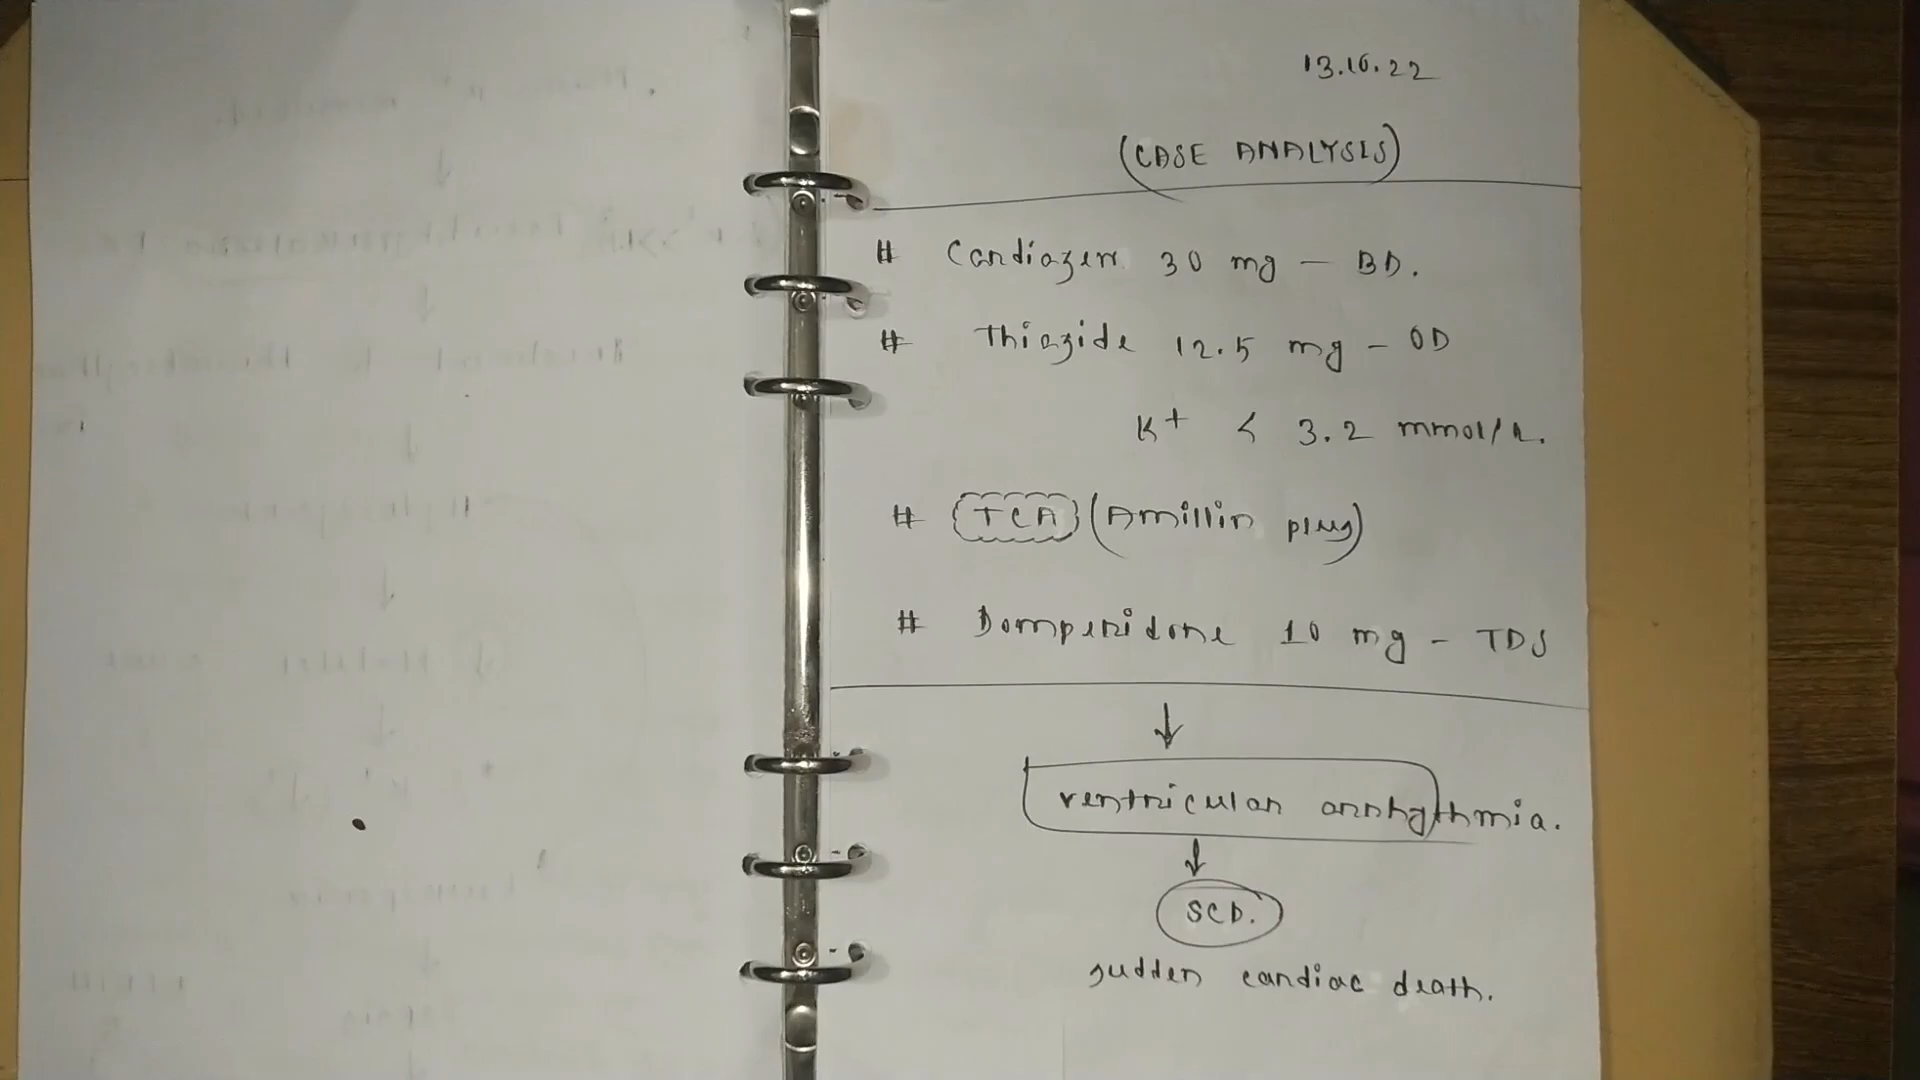 13.10.22
(CASE ANALYSIS)
# Cardiazem 30 mg – BD.
# Thiazide 12.5 mg – OD
K+ < 3.2 mmol/L.
# TCA (Amillin plus)
# Domperidone 10 mg – TDS
↓
ventricular arrhythmia.
↓
SCD.
sudden cardiac death.